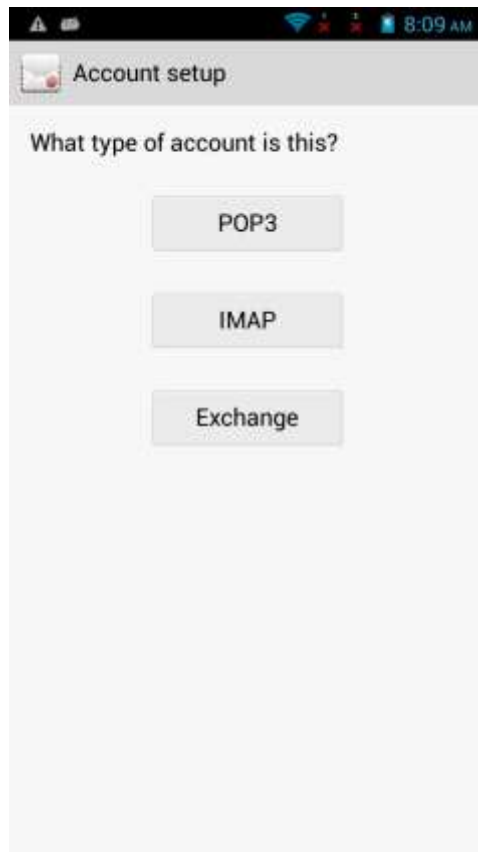 8:09 AM
Account setup
What type of account is this?
POP3
IMAP
Exchange